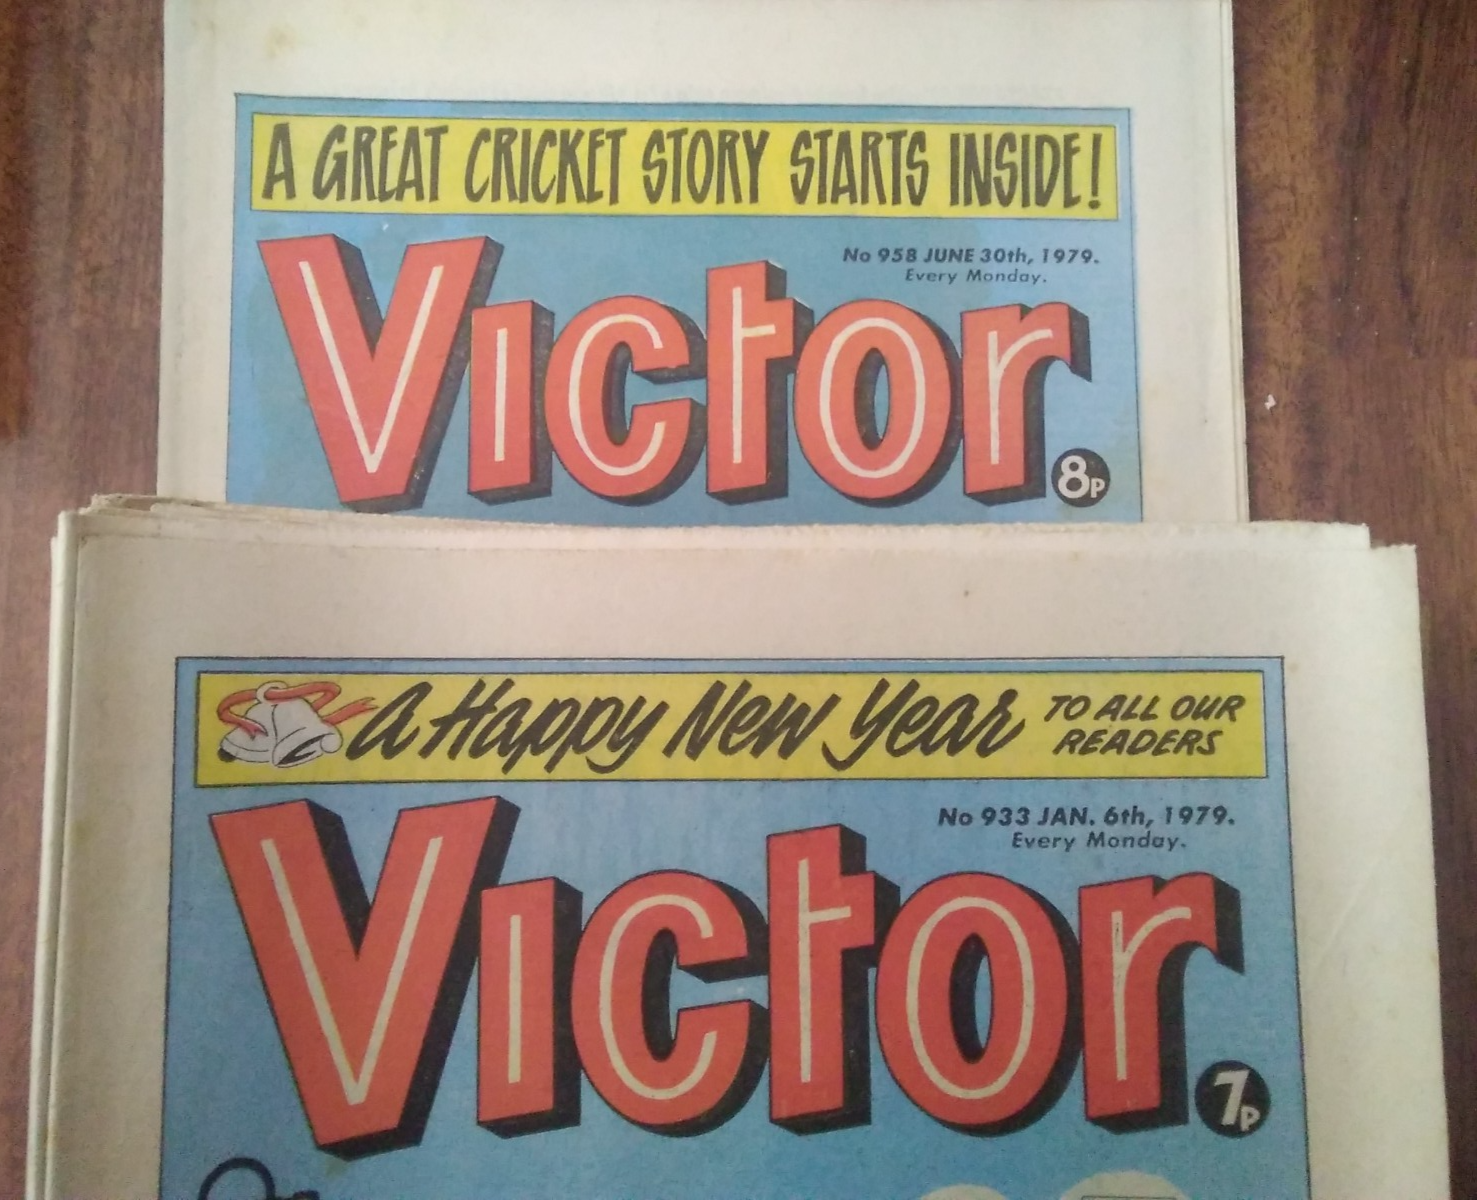 A GREAT CRICKET STORY STARTS INSIDE!
No 958 JUNE 30th, 1979.
Every Monday.
Victor
8p
a Happy New Year TO ALL OUR
READERS
No 933 JAN. 6th, 1979.
Every Monday.
Victor
7p